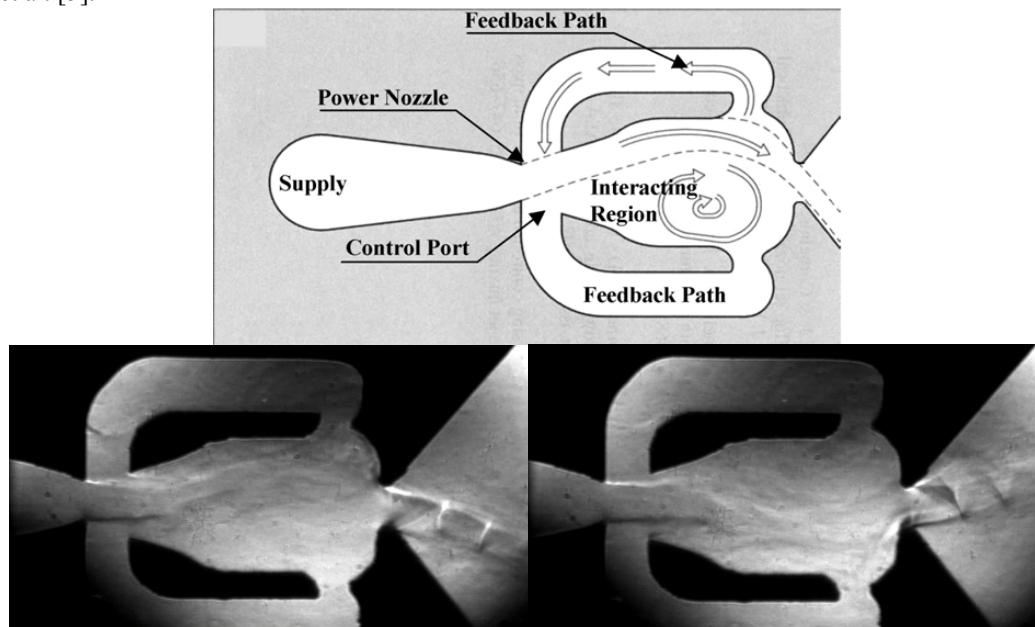 Feedback Path
Power Nozzle
Supply
Interacting
Region
Control Port
Feedback Path